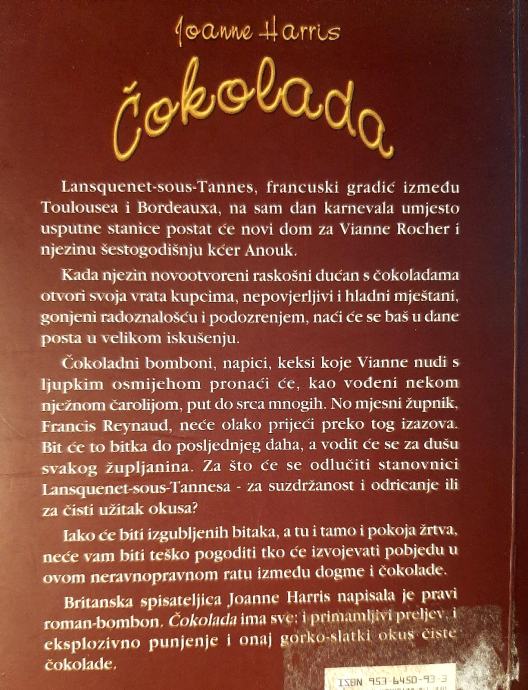 Joanne Harris
Čokolada
Lansquenet-sous-Tannes, francuski gradić između
Toulousea i Bordeauxa, na sam dan karnevala umjesto
usputne stanice postat će novi dom za Vianne Rocher i
njezinu šestogodišnju kćer Anouk.
Kada njezin novootvoreni raskošni dućan s čokoladama
otvori svoja vrata kupcima, nepovjerljivi i hladni mještani,
gonjeni radoznalošću i podozrenjem, naći će se baš u dane
posta u velikom iskušenju.
Čokoladni bomboni, napici, keksi koje Vianne nudi s
ljupkim osmijehom pronaći će, kao vođeni nekom
nježnom čarolijom, put do srca mnogih. No mjesni župnik,
Francis Reynaud, neće olako prijeći preko tog izazova.
Bit će to bitka do posljednjeg daha, a vodit će se za dušu
svakog župljanina. Za što će se odlučiti stanovnici
Lansquenet-sous-Tannesa - za suzdržanost i odricanje ili
za čisti užitak okusa?
Iako će biti izgubljenih bitaka, a tu i tamo i pokoja žrtva,
neće vam biti teško pogoditi tko će izvojevati pobjedu u
ovom neravnopravnom ratu između dogme i čokolade.
Britanska spisateljica Joanne Harris napisala je pravi
roman-bombon. Čokolada ima sve: i primamljivi preljev, i
eksplozivno punjenje i onaj gorko-slatki okus čiste
čokolade.
ISBN 953-6450-93-3